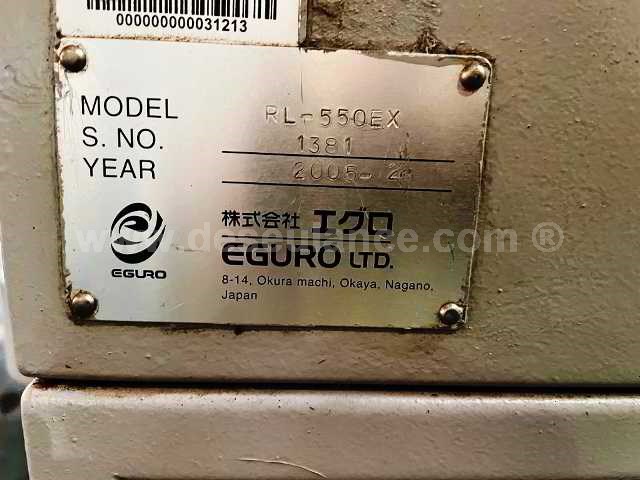 000000000031213
MODEL RL-550EX
S. NO. 1381
YEAR 2005-2
株式会社 エグロ
EGURO LTD.
EGURO
8-14, Okura machi, Okaya, Nagano,
Japan